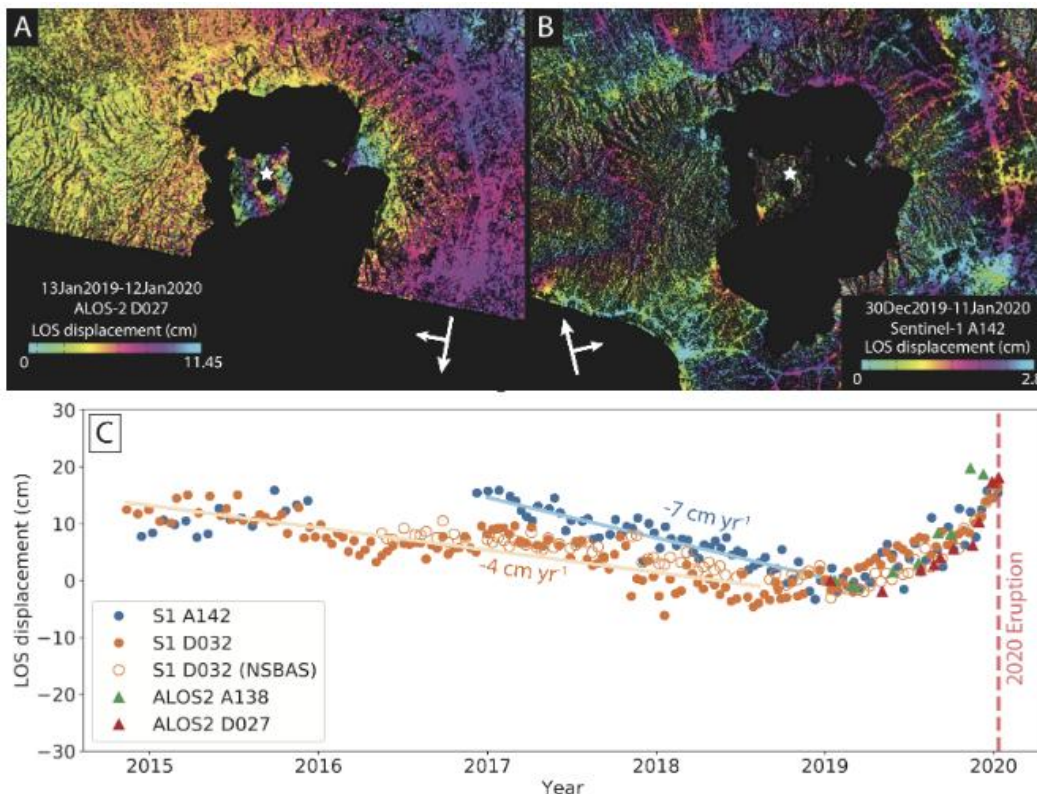 A
B
13Jan2019-12Jan2020
ALOS-2 D027
LOS displacement (cm)
0 11.45
30Dec2019-11Jan2020
Sentinel-1 A142
LOS displacement (cm)
0 2.8
C
LOS displacement (cm)
30
20
10
0
−10
−20
−30
-7 cm yr⁻¹
-4 cm yr⁻¹
S1 A142
S1 D032
S1 D032 (NSBAS)
ALOS2 A138
ALOS2 D027
2020 Eruption
2015 2016 2017 2018 2019 2020
Year